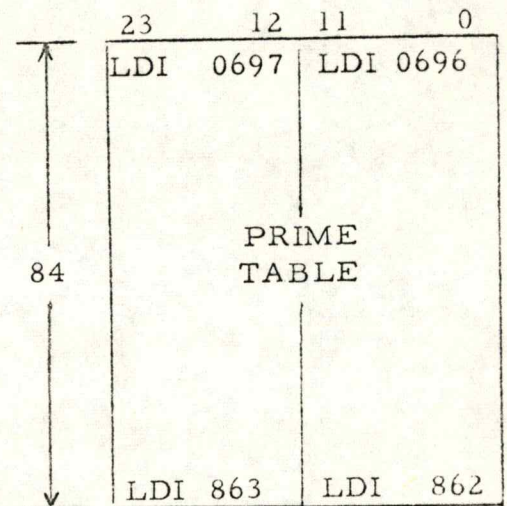 23 12 11 0
LDI 0697 LDI 0696
PRIME
84
TABLE
LDI 863 LDI 862